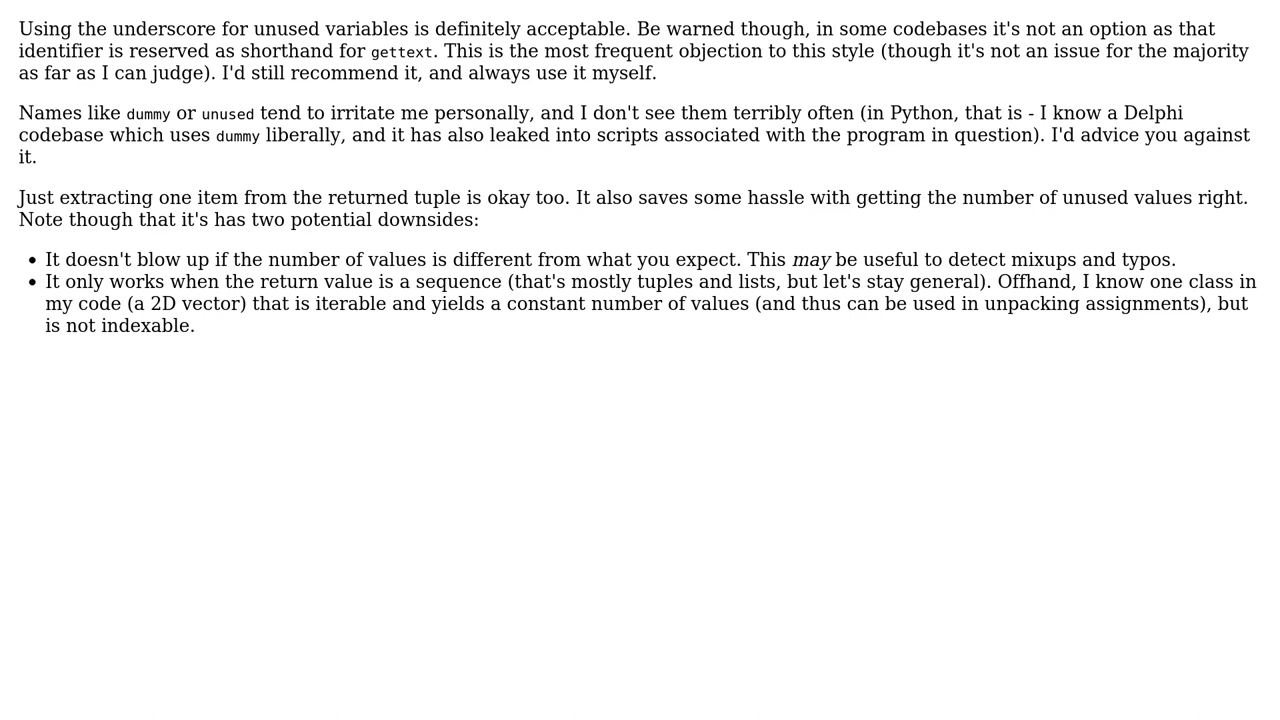 Using the underscore for unused variables is definitely acceptable. Be warned though, in some codebases it's not an option as that
identifier is reserved as shorthand for gettext. This is the most frequent objection to this style (though it's not an issue for the majority
as far as I can judge). I'd still recommend it, and always use it myself.
Names like dummy or unused tend to irritate me personally, and I don't see them terribly often (in Python, that is - I know a Delphi
codebase which uses dummy liberally, and it has also leaked into scripts associated with the program in question). I'd advice you against
it.
Just extracting one item from the returned tuple is okay too. It also saves some hassle with getting the number of unused values right.
Note though that it's has two potential downsides:
• It doesn't blow up if the number of values is different from what you expect. This may be useful to detect mixups and typos.
• It only works when the return value is a sequence (that's mostly tuples and lists, but let's stay general). Offhand, I know one class in
my code (a 2D vector) that is iterable and yields a constant number of values (and thus can be used in unpacking assignments), but
is not indexable.